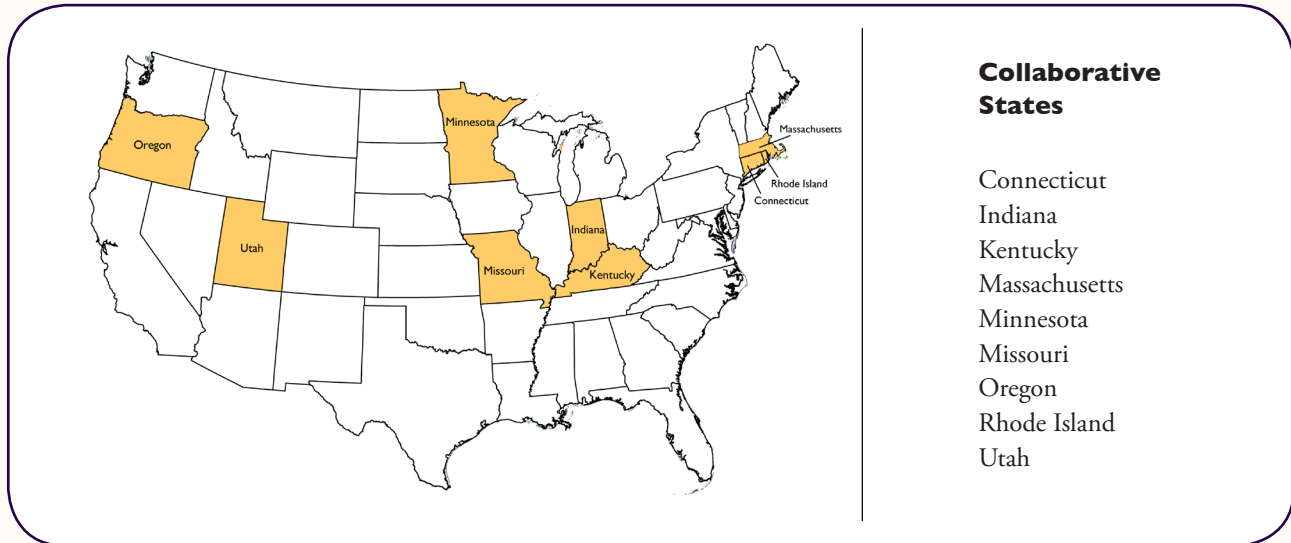 Minnesota
Massachusetts
Oregon
Rhode Island
Connecticut
Indiana
Utah
Missouri
Kentucky
Collaborative
States
Connecticut
Indiana
Kentucky
Massachusetts
Minnesota
Missouri
Oregon
Rhode Island
Utah